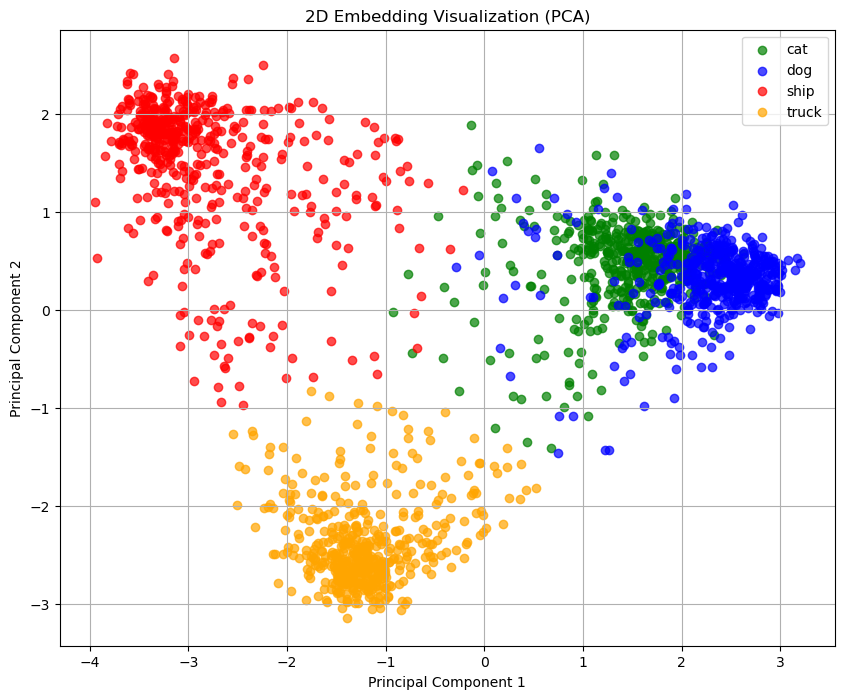 2D Embedding Visualization (PCA)
cat
dog
ship
truck
Principal Component 2
2
1
0
−1
−2
−3
−4
−3
−2
−1
0
1
2
3
Principal Component 1